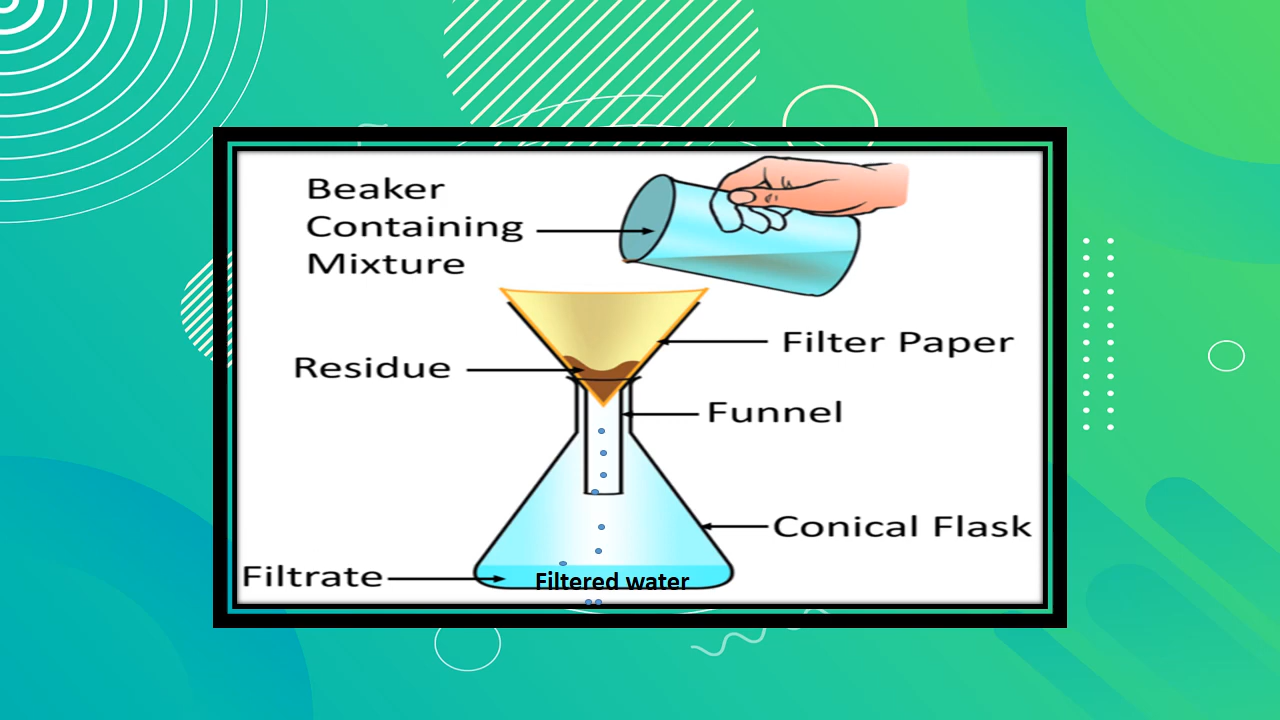 Beaker
Containing
Mixture
Filter Paper
Residue
Funnel
Conical Flask
Filtrate
Filtered water